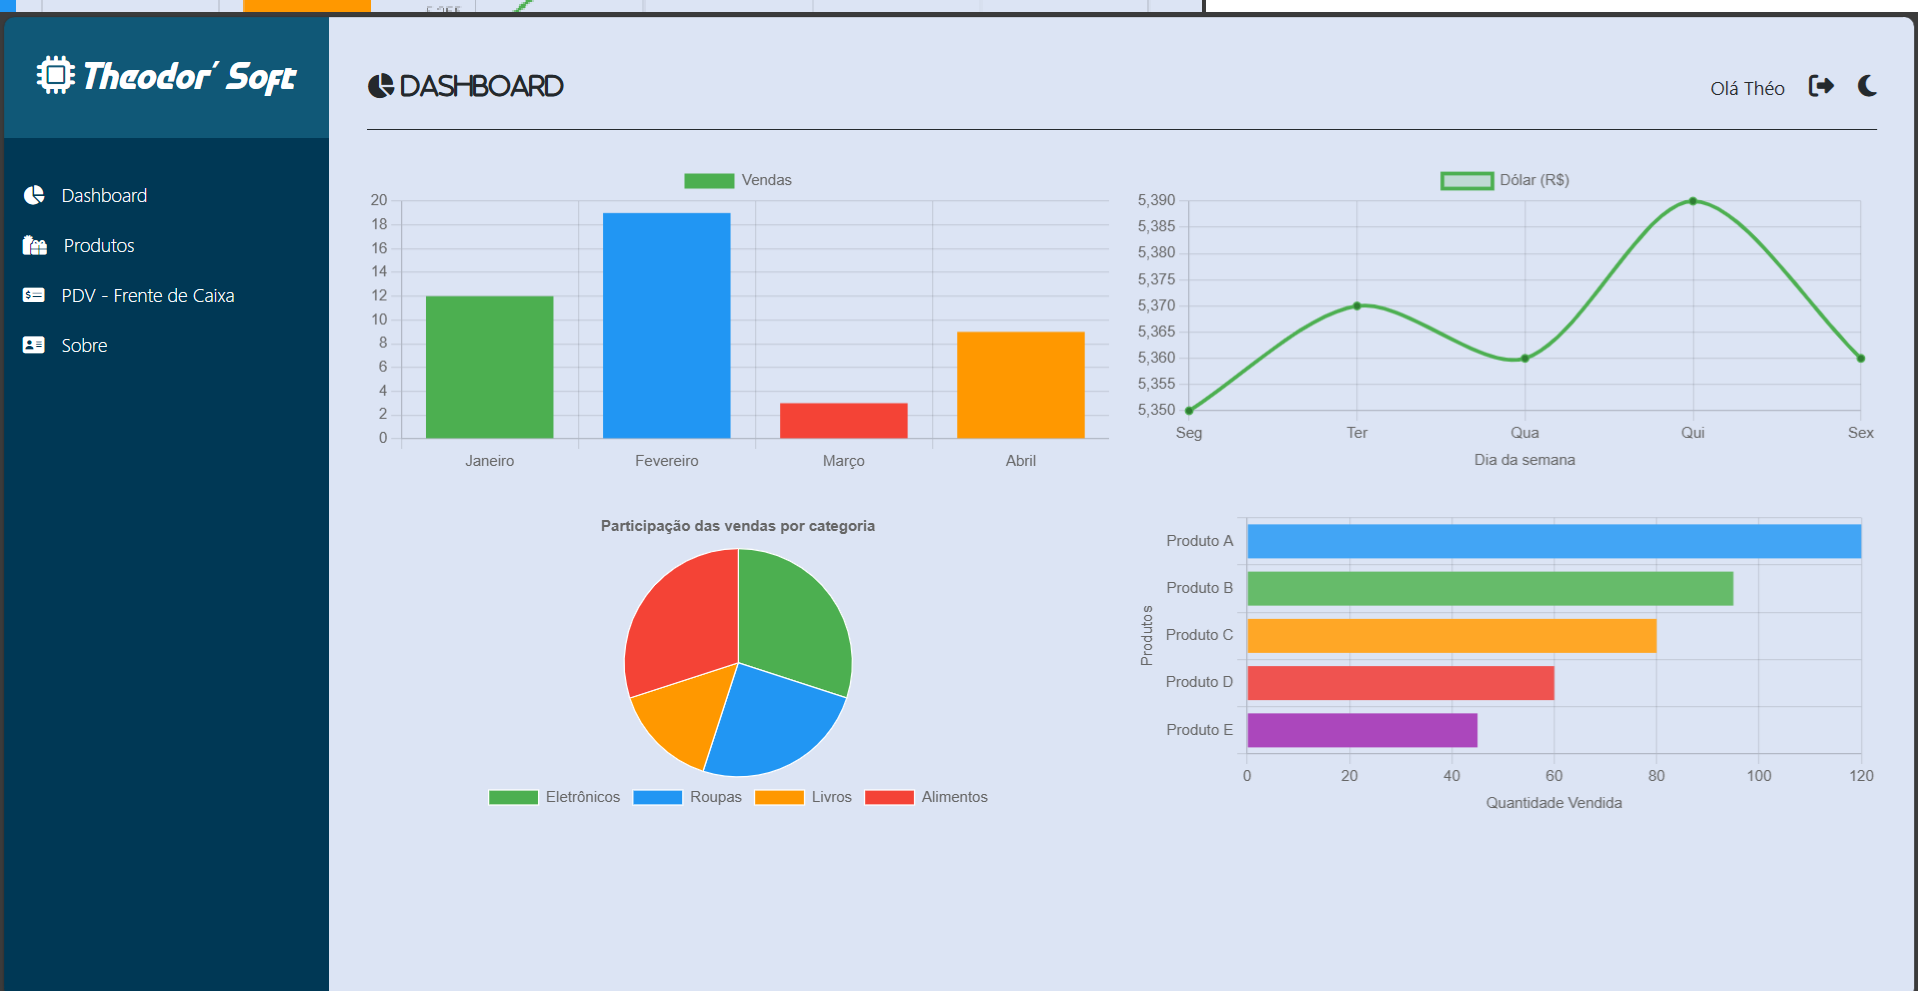 Theodor´ Soft
DASHBOARD
Olá Théo
Dashboard
Produtos
PDV - Frente de Caixa
Sobre
Vendas
20
18
16
14
12
10
8
6
4
2
0
Janeiro Fevereiro Março Abril
Dólar (R$)
5,390
5,385
5,380
5,375
5,370
5,365
5,360
5,355
5,350
Seg Ter Qua Qui Sex
Dia da semana
Participação das vendas por categoria
Eletrônicos Roupas Livros Alimentos
Produtos
Produto A
Produto B
Produto C
Produto D
Produto E
0 20 40 60 80 100 120
Quantidade Vendida